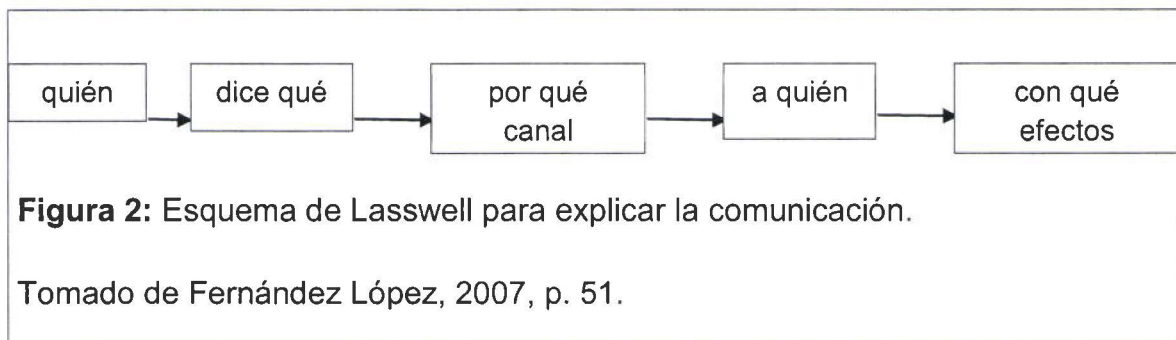 quién
dice qué
por qué
canal
a quién
con qué
efectos
Figura 2: Esquema de Lasswell para explicar la comunicación.
Tomado de Fernández López, 2007, p. 51.